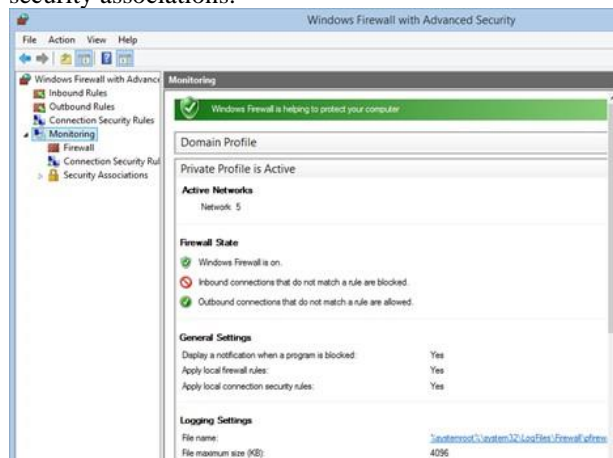 security associations.
Windows Firewall with Advanced Security
File Action View Help
Windows Firewall with Advance
Inbound Rules
Outbound Rules
Connection Security Rules
Monitoring
Firewall
Connection Security Rul
Security Associations
Monitoring
Windows Firewall is helping to protect your computer
Domain Profile
Private Profile is Active
Active Networks
Network 5
Firewall State
Windows Firewall is on.
Inbound connections that do not match a rule are blocked.
Outbound connections that do not match a rule are allowed.
General Settings
Display a notification when a program is blocked: Yes
Apply local firewall rules: Yes
Apply local connection security rules: Yes
Logging Settings
File name: %systemroot%\system32\LogFiles\Firewall\pfirew
File maximum size (KB): 4096